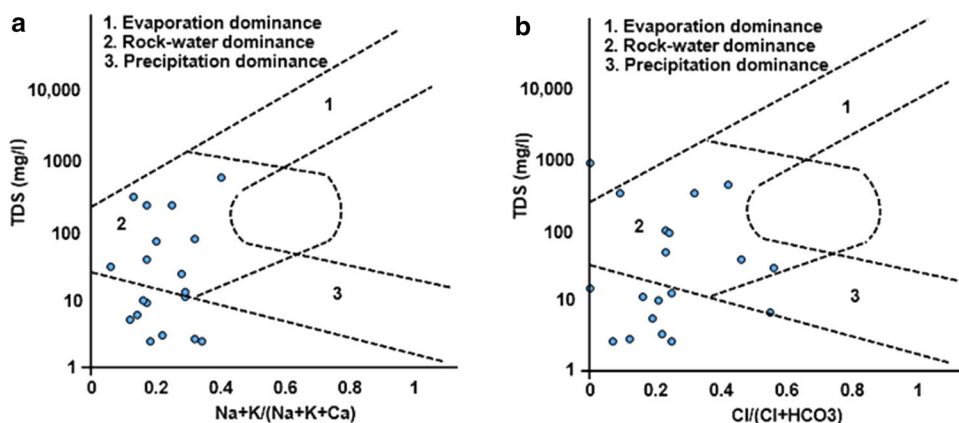 a
1. Evaporation dominance
2. Rock-water dominance
3. Precipitation dominance
10,000
1000
100
10
1
TDS (mg/l)
1
2
3
0
0.2
0.4
0.6
0.8
1
Na+K/(Na+K+Ca)
b
1. Evaporation dominance
2. Rock-water dominance
3. Precipitation dominance
10,000
1000
100
10
1
TDS (mg/l)
1
2
3
0
0.2
0.4
0.6
0.8
1
Cl/(Cl+HCO3)